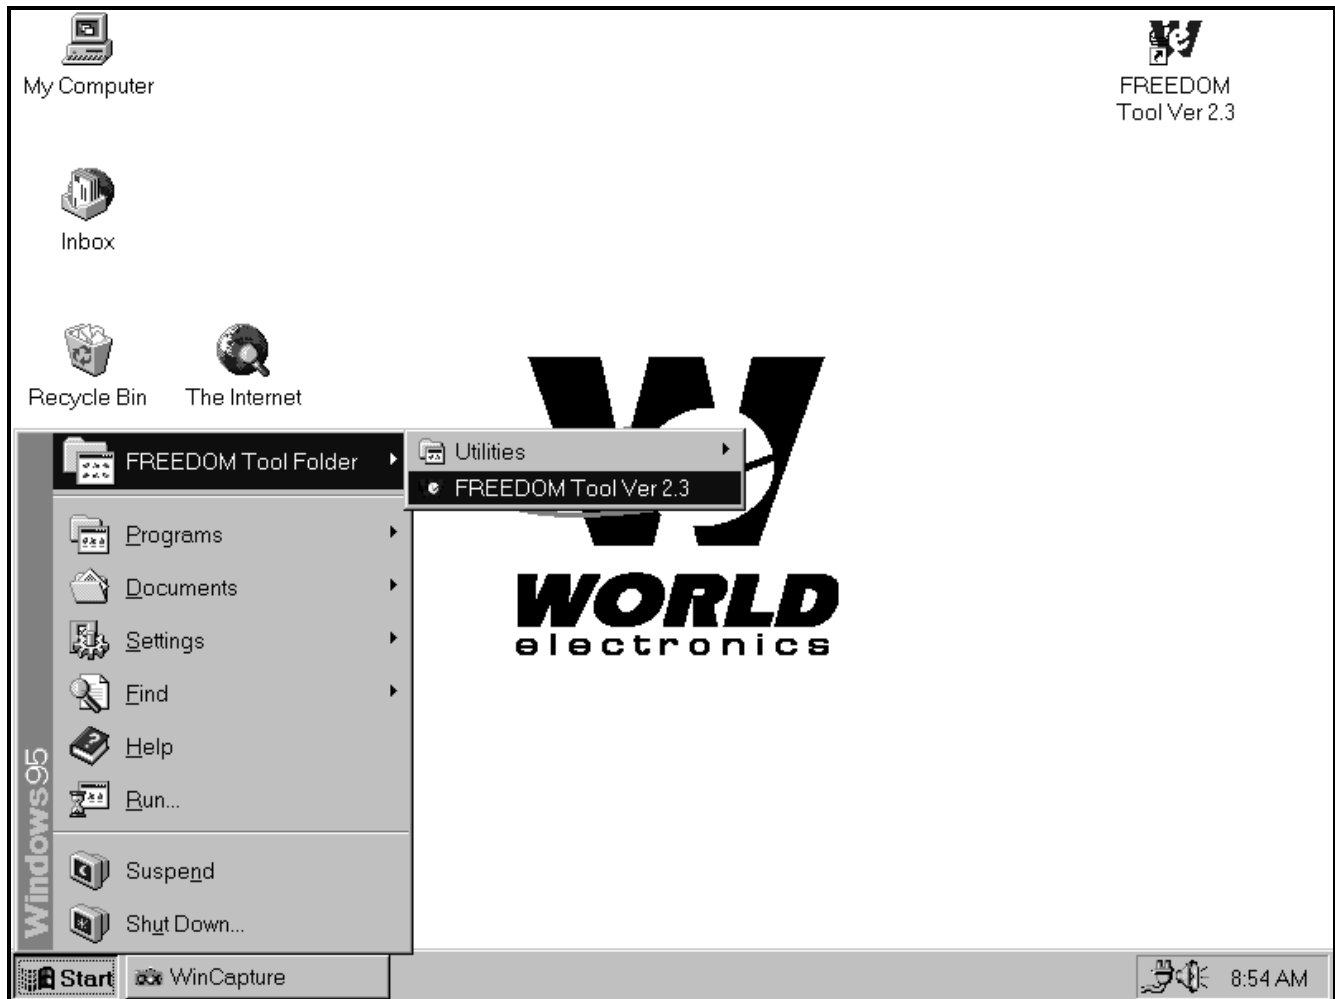 My Computer
FREEDOM
Tool Ver 2.3
Inbox
Recycle Bin
The Internet
FREEDOM Tool Folder
Utilities
FREEDOM Tool Ver 2.3
Programs
Documents
Settings
Find
Help
Run...
Suspend
Shut Down...
Windows95
We
WORLD
electronics
Start
WinCapture
8:54 AM